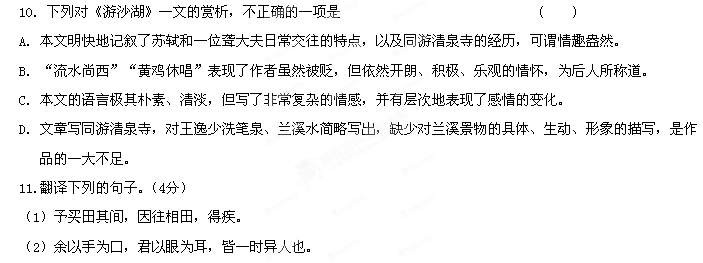 10. 下列对《游沙湖》一文的赏析，不正确的一项是 （ ）
A. 本文明快地记叙了苏轼和一位聋大夫日常交往的特点，以及同游清泉寺的经历，可谓情趣盎然。
B. “流水尚西”“黄鸡休唱”表现了作者虽然被贬，但依然开朗、积极、乐观的情怀，为后人所称道。
C. 本文的语言极其朴素、清淡，但写了非常复杂的情感，并有层次地表现了感情的变化。
D. 文章写同游清泉寺，对王逸少洗笔泉、兰溪水简略写出，缺少对兰溪景物的具体、生动、形象的描写，是作
品的一大不足。
11.翻译下列的句子。（4分）
（1）予买田其间，因往相田，得疾。
（2）余以手为口，君以眼为耳，皆一时异人也。